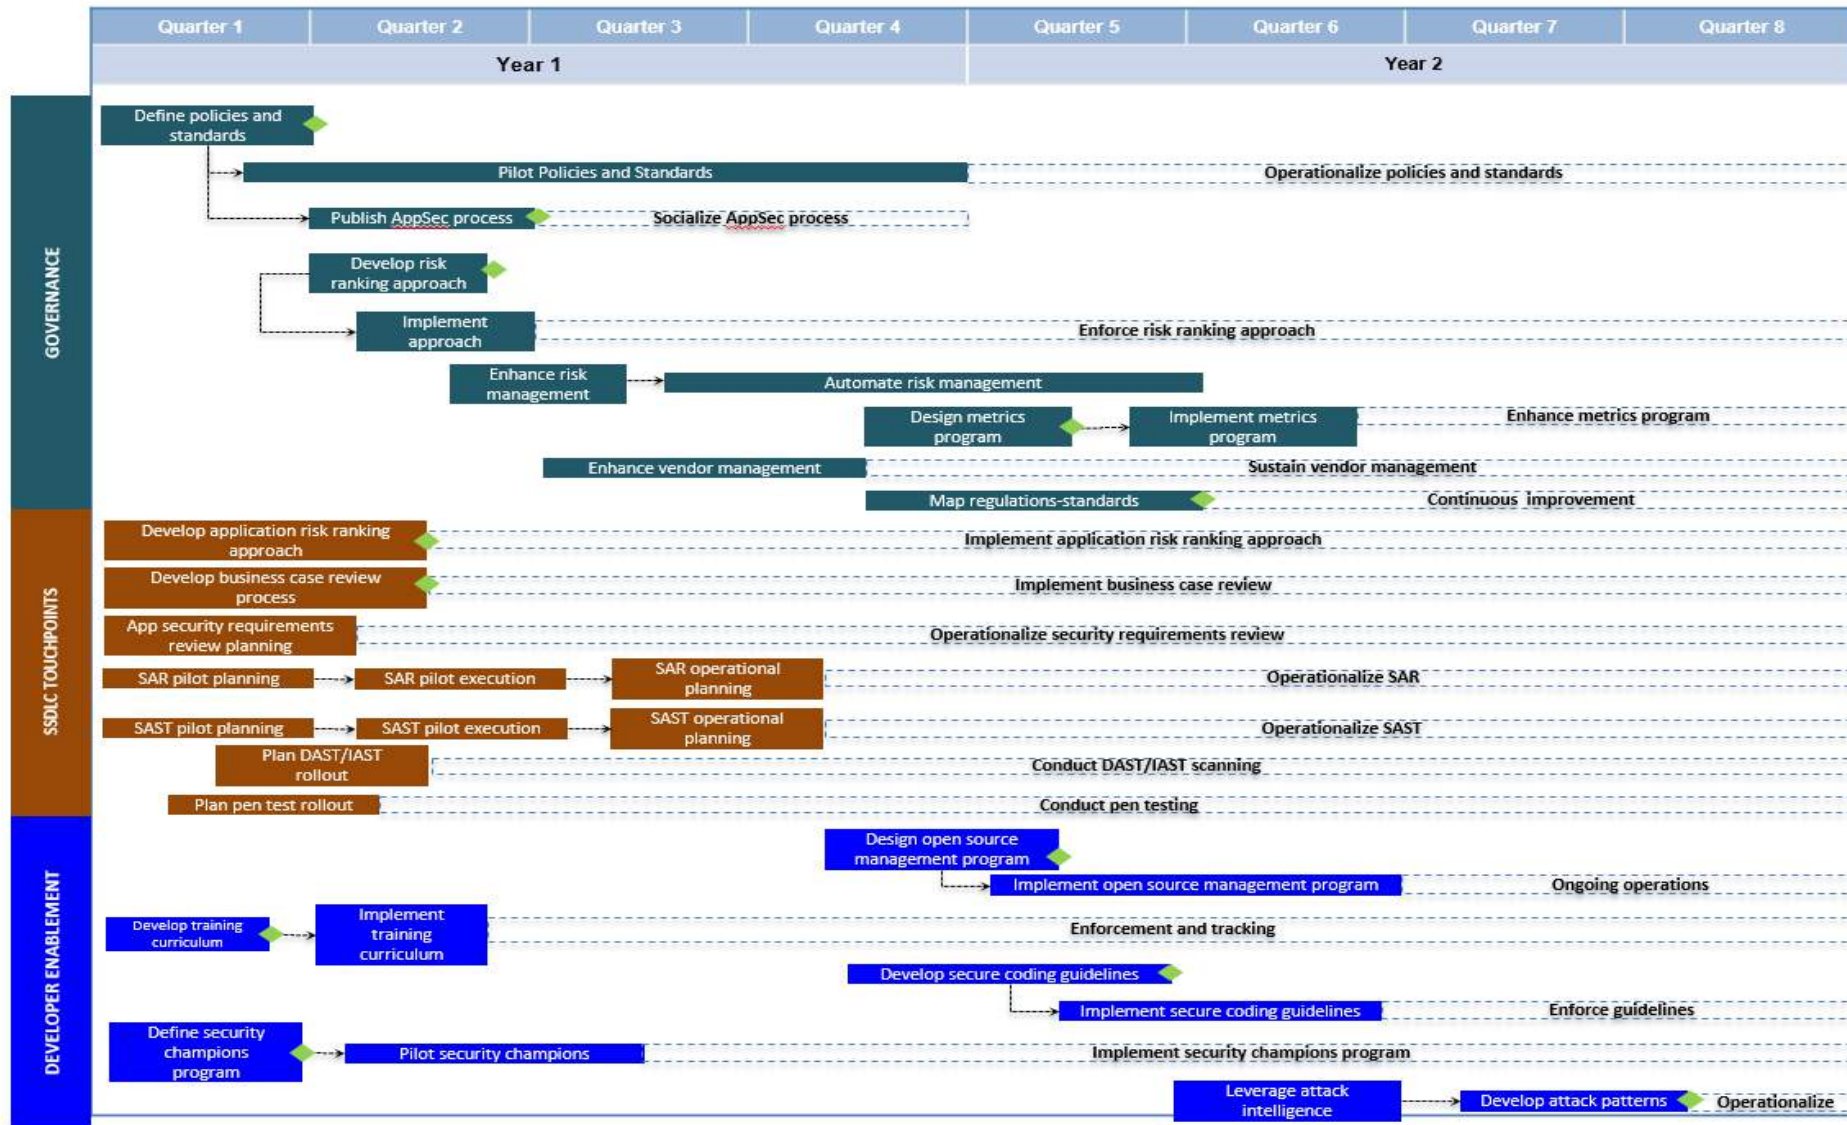 Quarter 1
Quarter 2
Quarter 3
Quarter 4
Quarter 5
Quarter 6
Quarter 7
Quarter 8
Year 1
Year 2
GOVERNANCE
Define policies and
standards
Pilot Policies and Standards
Operationalize policies and standards
Publish AppSec process
Socialize AppSec process
Develop risk
ranking approach
Implement
approach
Enforce risk ranking approach
Enhance risk
management
Automate risk management
Design metrics
program
Implement metrics
program
Enhance metrics program
Enhance vendor management
Sustain vendor management
Map regulations-standards
Continuous improvement
SSDLC TOUCHPOINTS
Develop application risk ranking
approach
Implement application risk ranking approach
Develop business case review
process
Implement business case review
App security requirements
review planning
Operationalize security requirements review
SAR pilot planning
SAR pilot execution
SAR operational
planning
Operationalize SAR
SAST pilot planning
SAST pilot execution
SAST operational
planning
Operationalize SAST
Plan DAST/IAST
rollout
Conduct DAST/IAST scanning
Plan pen test rollout
Conduct pen testing
DEVELOPER ENABLEMENT
Design open source
management program
Implement open source management program
Ongoing operations
Develop training
curriculum
Implement
training
curriculum
Enforcement and tracking
Develop secure coding guidelines
Implement secure coding guidelines
Enforce guidelines
Define security
champions
program
Pilot security champions
Implement security champions program
Leverage attack
intelligence
Develop attack patterns
Operationalize